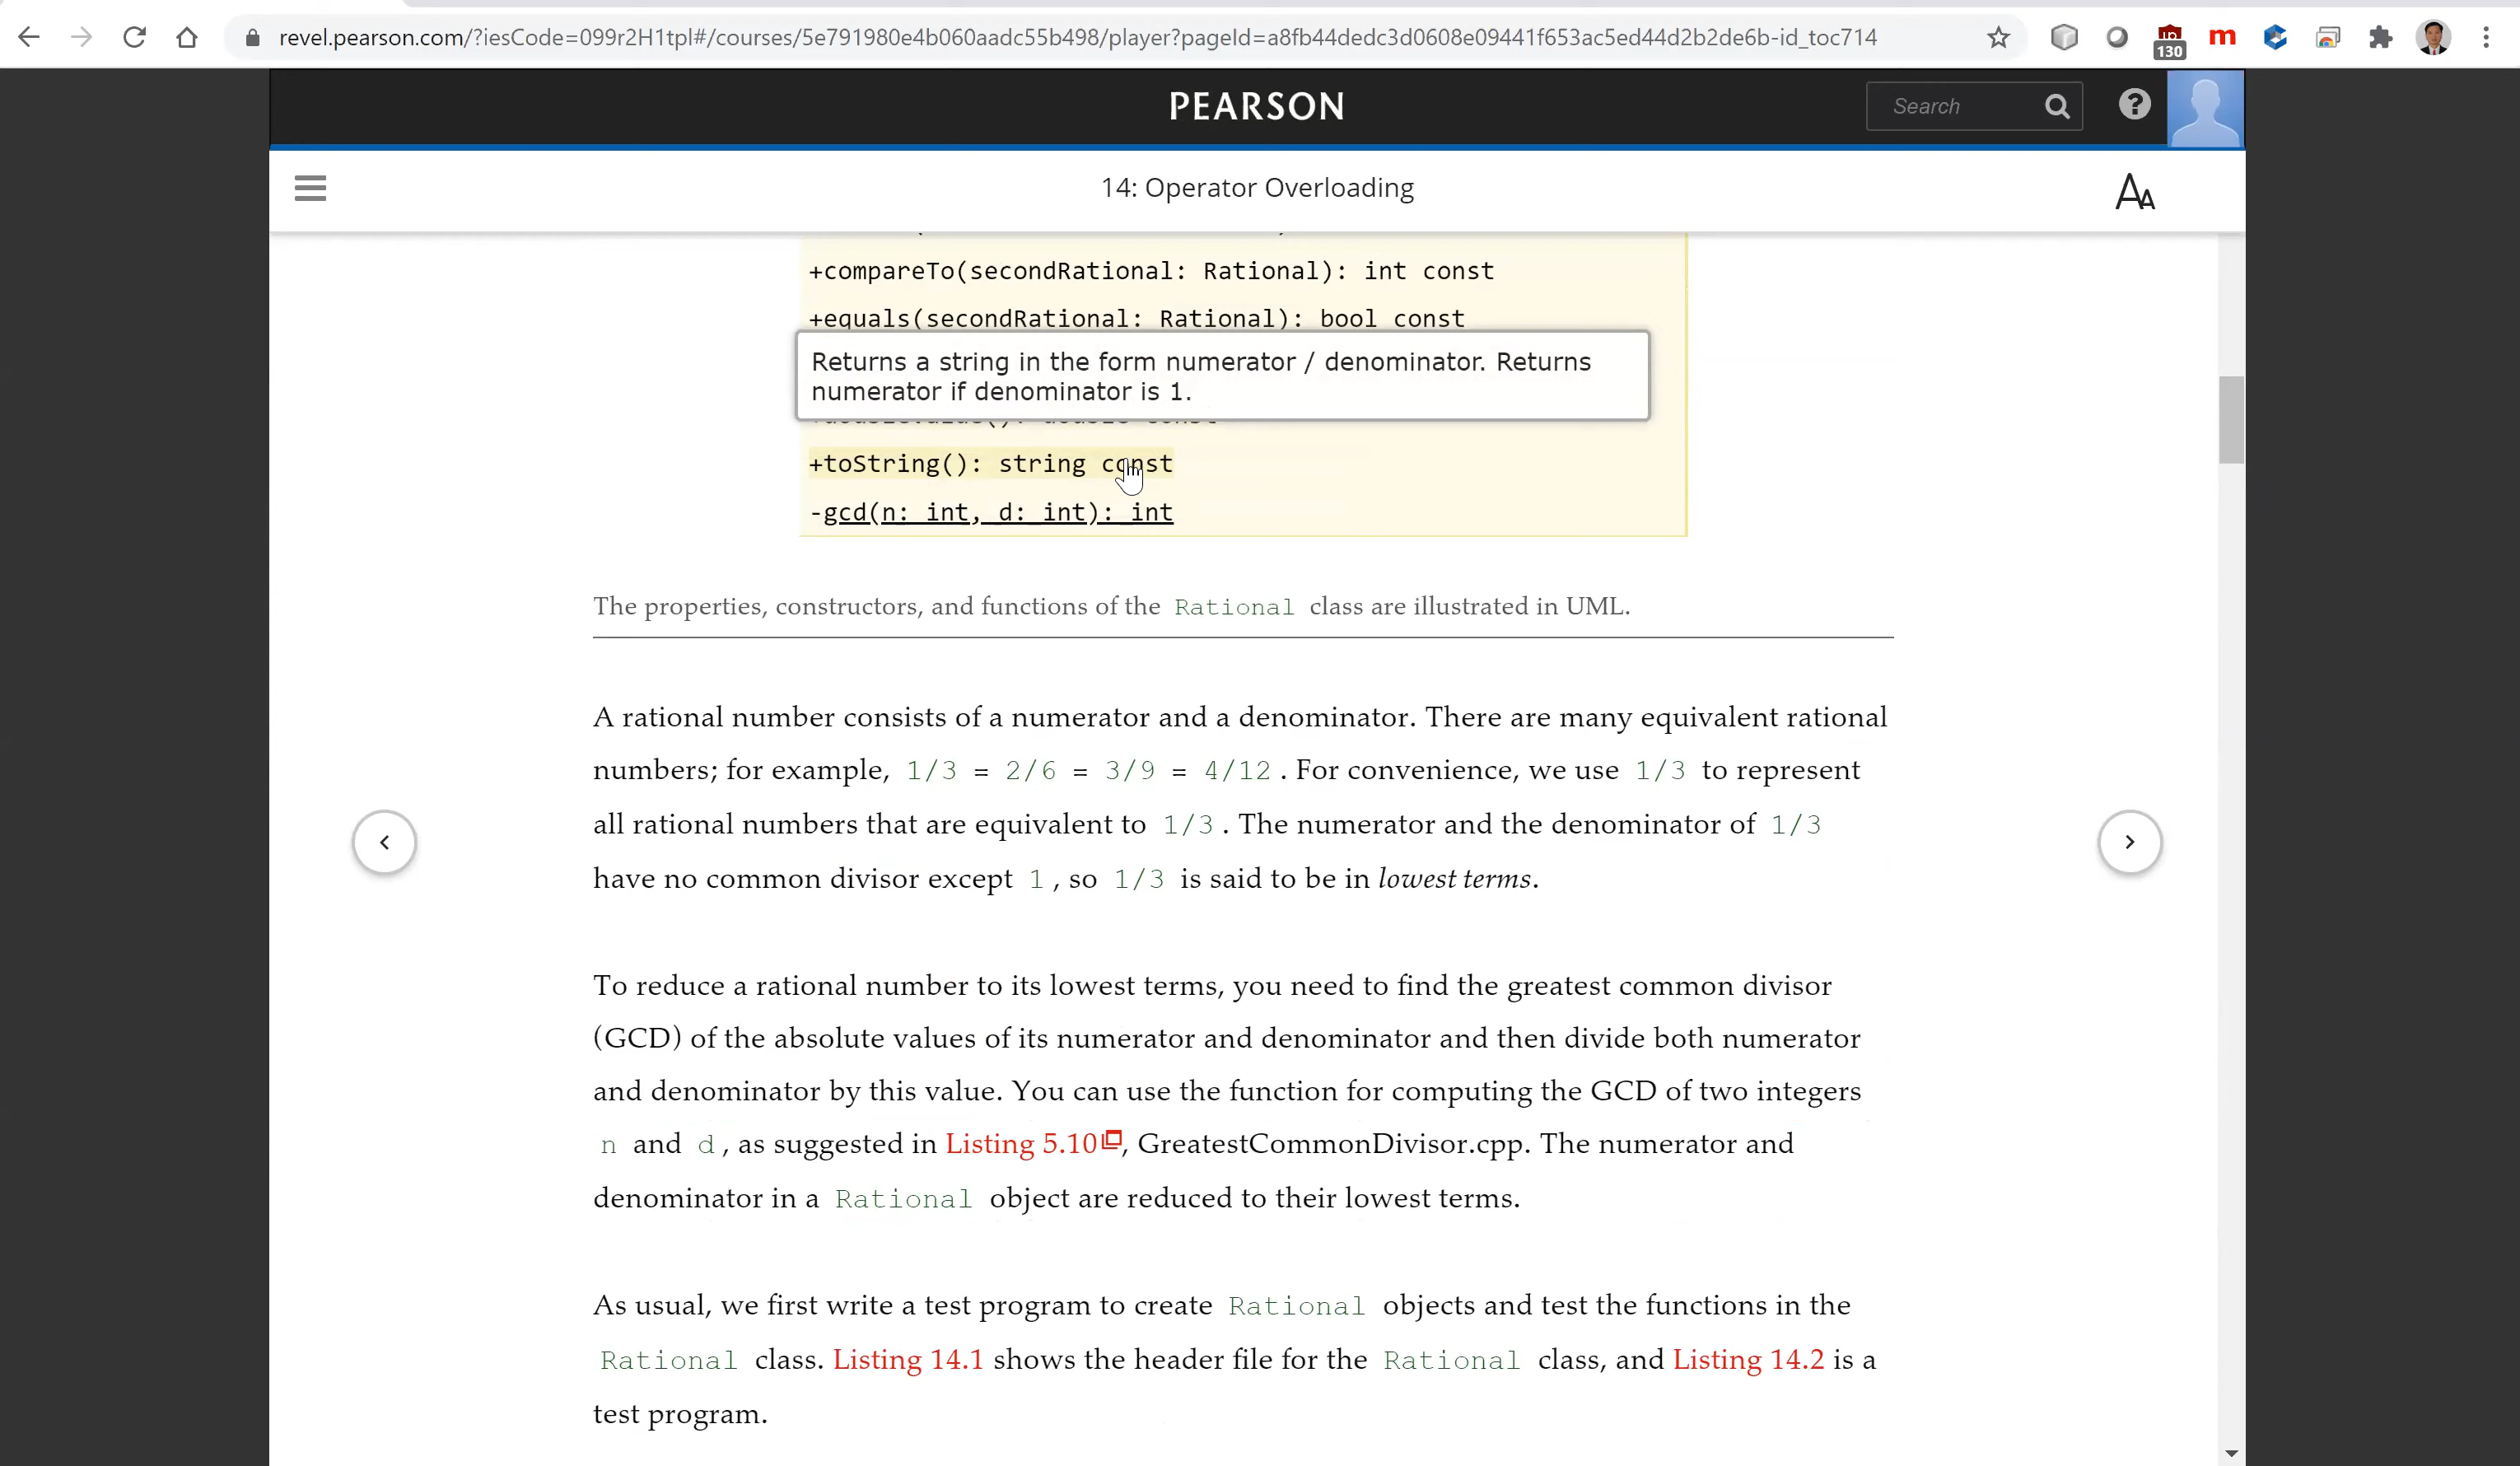 revel.pearson.com/?iesCode=099r2H1tpl#/courses/5e791980e4b060aadc55b498/player?pageId=a8fb44dedc3d0608e09441f653ac5ed44d2b2de6b-id_toc714
130
m
PEARSON
Search
?
14: Operator Overloading
AA
+compareTo(secondRational: Rational): int const
+equals(secondRational: Rational): bool const
Returns a string in the form numerator / denominator. Returns
numerator if denominator is 1.
+toString(): string const
-gcd(n: int, d: int): int
The properties, constructors, and functions of the Rational class are illustrated in UML.
A rational number consists of a numerator and a denominator. There are many equivalent rational
numbers; for example, 1/3 = 2/6 = 3/9 = 4/12. For convenience, we use 1/3 to represent
all rational numbers that are equivalent to 1/3. The numerator and the denominator of 1/3
have no common divisor except 1, so 1/3 is said to be in lowest terms.
To reduce a rational number to its lowest terms, you need to find the greatest common divisor
(GCD) of the absolute values of its numerator and denominator and then divide both numerator
and denominator by this value. You can use the function for computing the GCD of two integers
n and d, as suggested in Listing 5.10, GreatestCommonDivisor.cpp. The numerator and
denominator in a Rational object are reduced to their lowest terms.
As usual, we first write a test program to create Rational objects and test the functions in the
Rational class. Listing 14.1 shows the header file for the Rational class, and Listing 14.2 is a
test program.